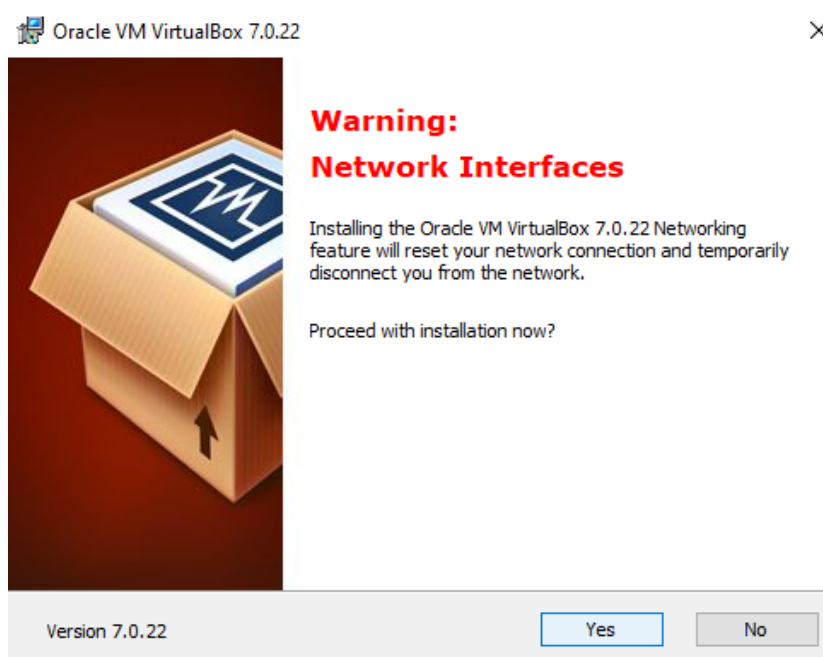 Oracle VM VirtualBox 7.0.22
Warning:
Network Interfaces
Installing the Oracle VM VirtualBox 7.0.22 Networking
feature will reset your network connection and temporarily
disconnect you from the network.
Proceed with installation now?
Version 7.0.22
Yes
No